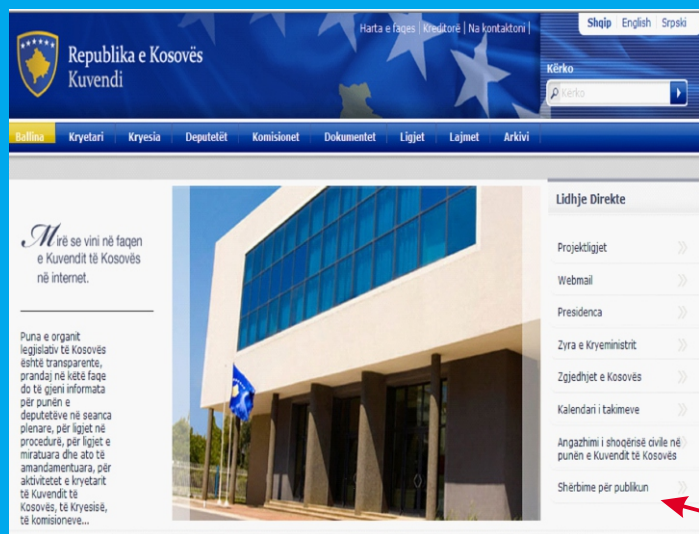 Harta e faqes | Kreditorë | Na kontaktoni |
Shqip | English | Srpski
Republika e Kosovës
Kuvendi
Kërko
Kërko
Ballina Kryetari Kryesia Deputetët Komisionet Dokumentet Ligjet Lajmet Arkivi
Mirë se vini në faqen
e Kuvendit të Kosovës
në internet.
Puna e organit
legjislativ të Kosovës
është transparente,
prandaj në këtë faqe
do të gjeni informata
për punën e
deputetëve në seanca
plenare, për ligjet në
procedurë, për ligjet e
miratuara dhe ato të
amandamentuara, për
aktivitetet e kryetarit
të Kuvendit të
Kosovës, të Kryesisë,
të komisioneve...
Lidhje Direkte
Projektligjet
Webmail
Presidenca
Zyra e Kryeministrit
Zgjedhjet e Kosovës
Kalendari i takimeve
Angazhimi i shoqërisë civile në
punën e Kuvendit të Kosovës
Shërbime për publikun